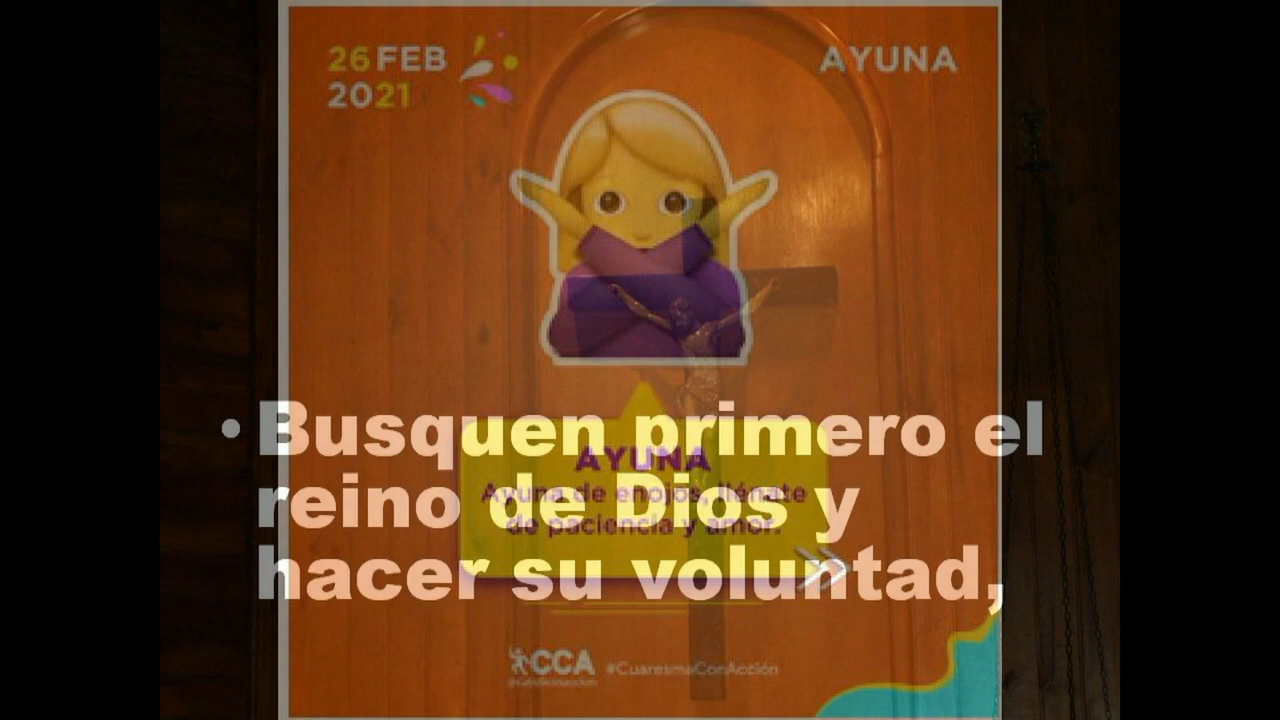 26 FEB
2021
AYUNA
AYUNA
Ayuna de enojos, llénate
de paciencia y amor.
• Busquen primero el
reino de Dios y
hacer su voluntad,
»
CCA
#CuaresmaConAcción